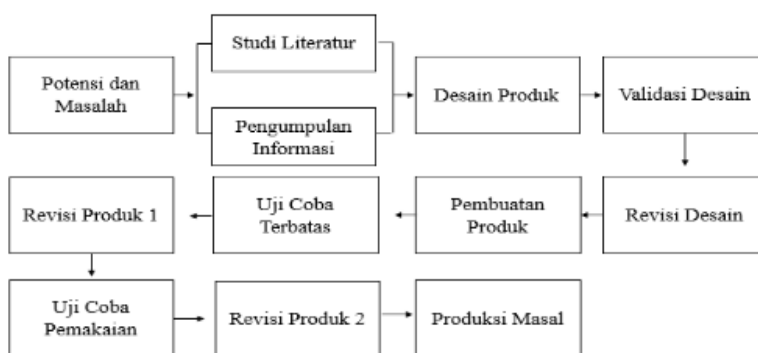 Potensi dan
Masalah
Studi Literatur
Pengumpulan
Informasi
Desain Produk
Validasi Desain
Revisi Desain
Pembuatan
Produk
Uji Coba
Terbatas
Revisi Produk 1
Uji Coba
Pemakaian
Revisi Produk 2
Produksi Masal